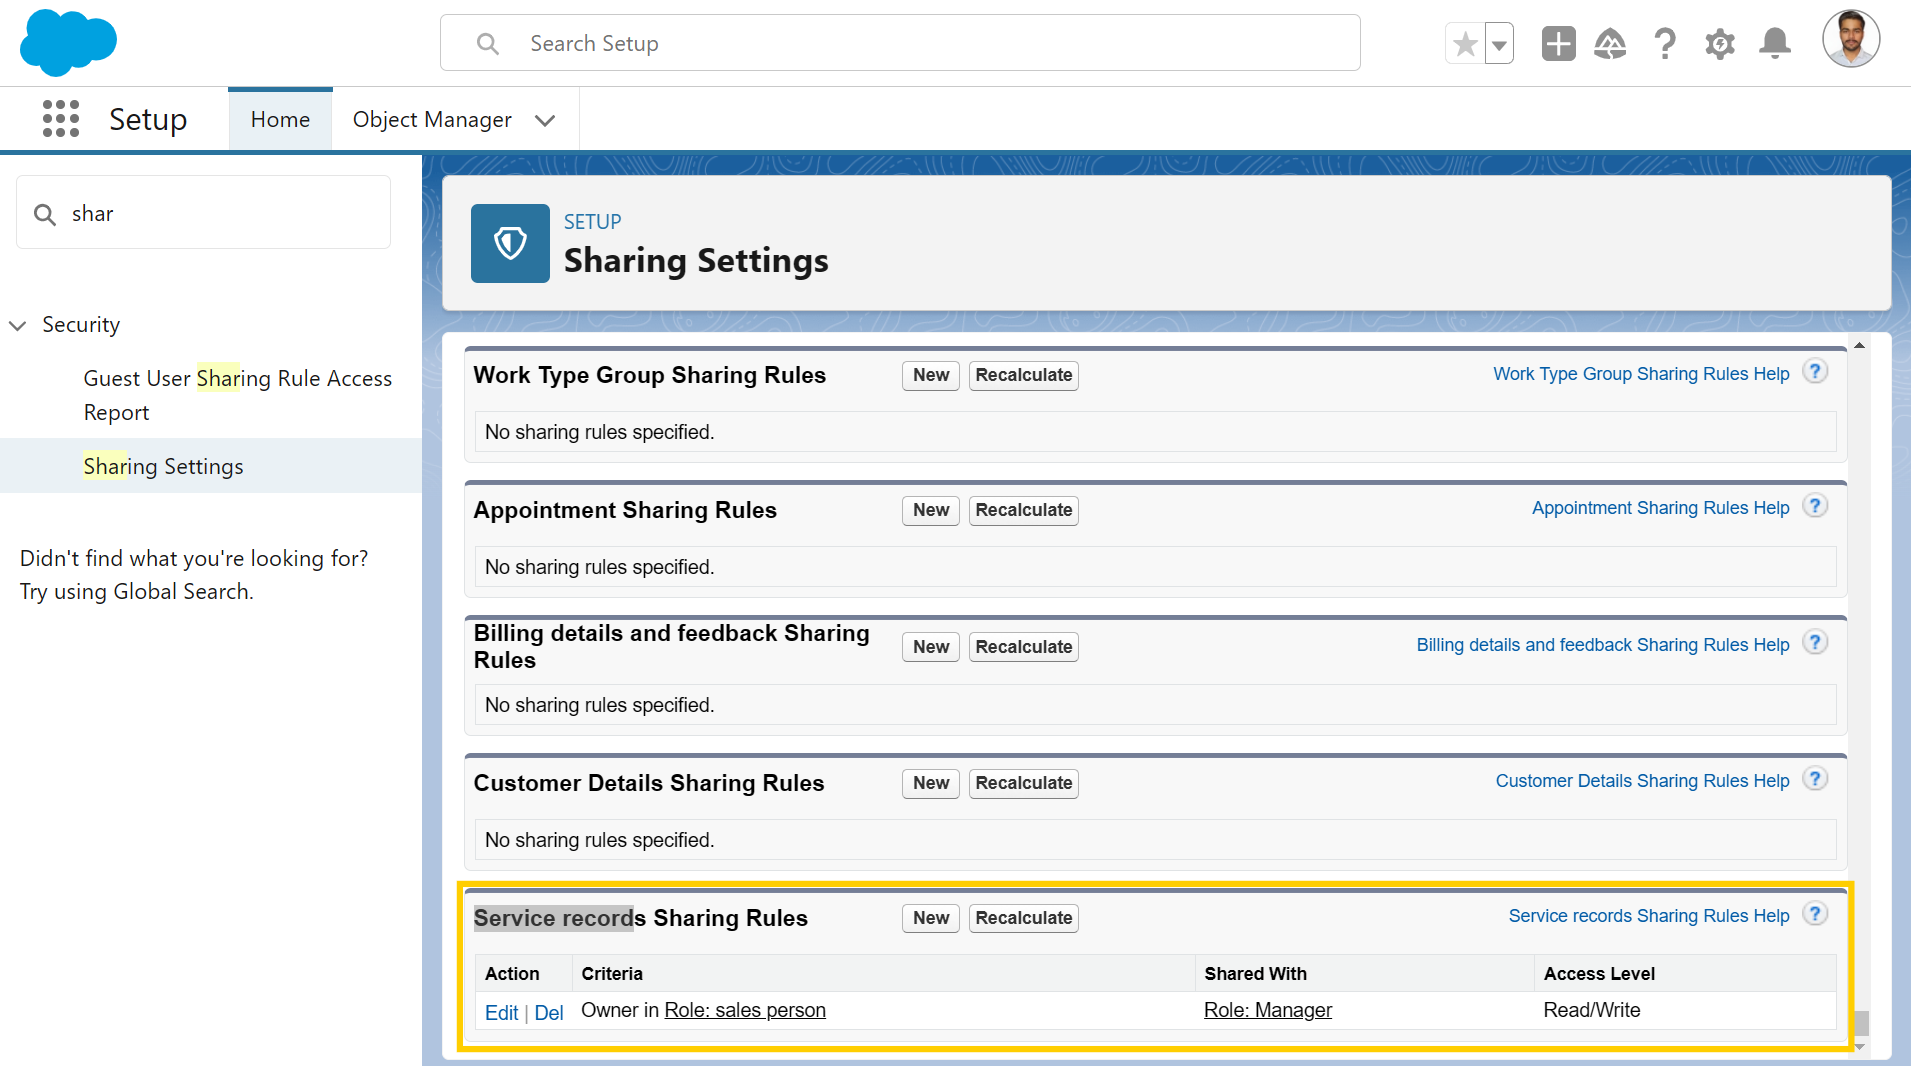 Search Setup
Setup
Home
Object Manager
shar
Security
Guest User Sharing Rule Access
Report
Sharing Settings
Didn't find what you're looking for?
Try using Global Search.
SETUP
Sharing Settings
Work Type Group Sharing Rules New Recalculate Work Type Group Sharing Rules Help ?
No sharing rules specified.
Appointment Sharing Rules New Recalculate Appointment Sharing Rules Help ?
No sharing rules specified.
Billing details and feedback Sharing
Rules New Recalculate Billing details and feedback Sharing Rules Help ?
No sharing rules specified.
Customer Details Sharing Rules New Recalculate Customer Details Sharing Rules Help ?
No sharing rules specified.
Service records Sharing Rules New Recalculate Service records Sharing Rules Help ?
Action Criteria Shared With Access Level
Edit | Del Owner in Role: sales person Role: Manager Read/Write